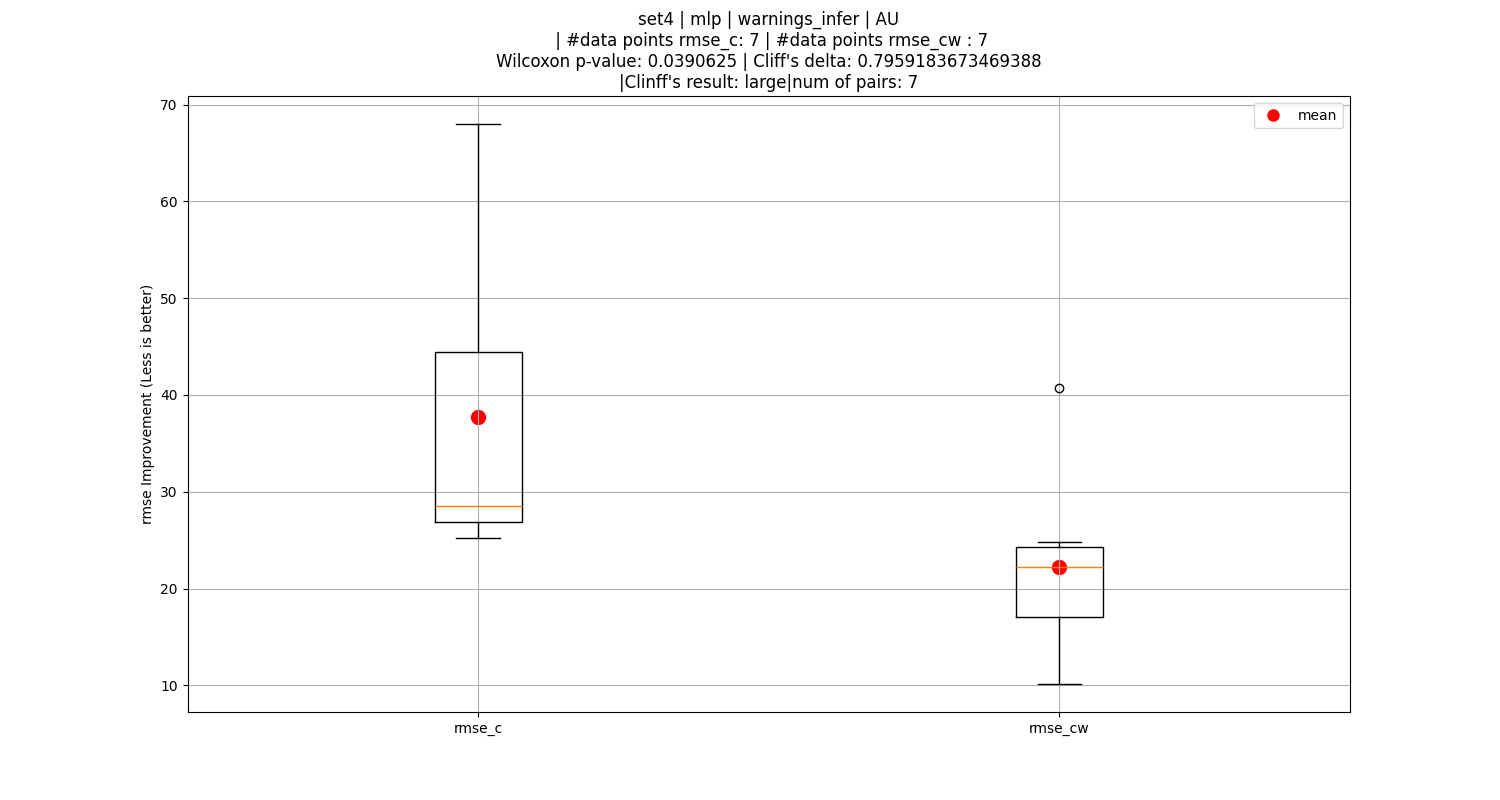 set4 | mlp | warnings_infer | AU
| #data points rmse_c: 7 | #data points rmse_cw : 7
Wilcoxon p-value: 0.0390625 | Cliff's delta: 0.7959183673469388
|Clinff's result: large|num of pairs: 7
mean
70
60
50
40
30
20
10
rmse Improvement (Less is better)
rmse_c
rmse_cw